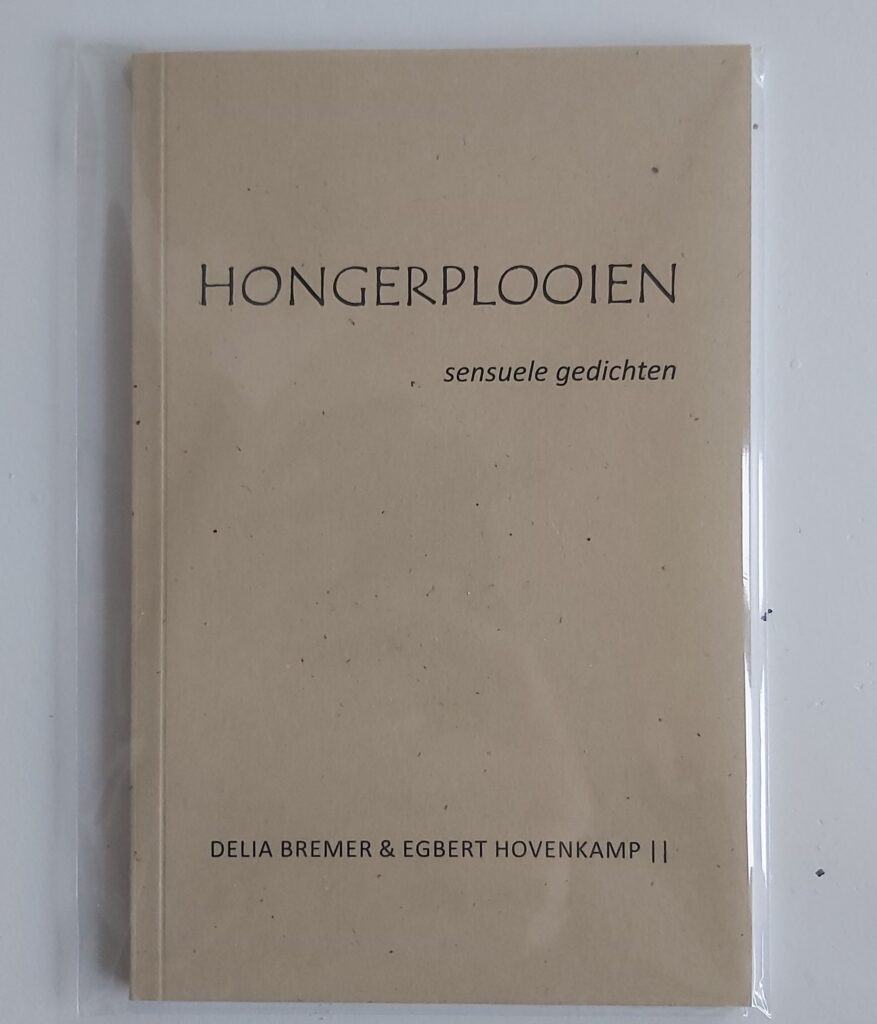 HONGERPLOOIEN
sensuele gedichten
DELIA BREMER & EGBERT HOVENKAMP ||